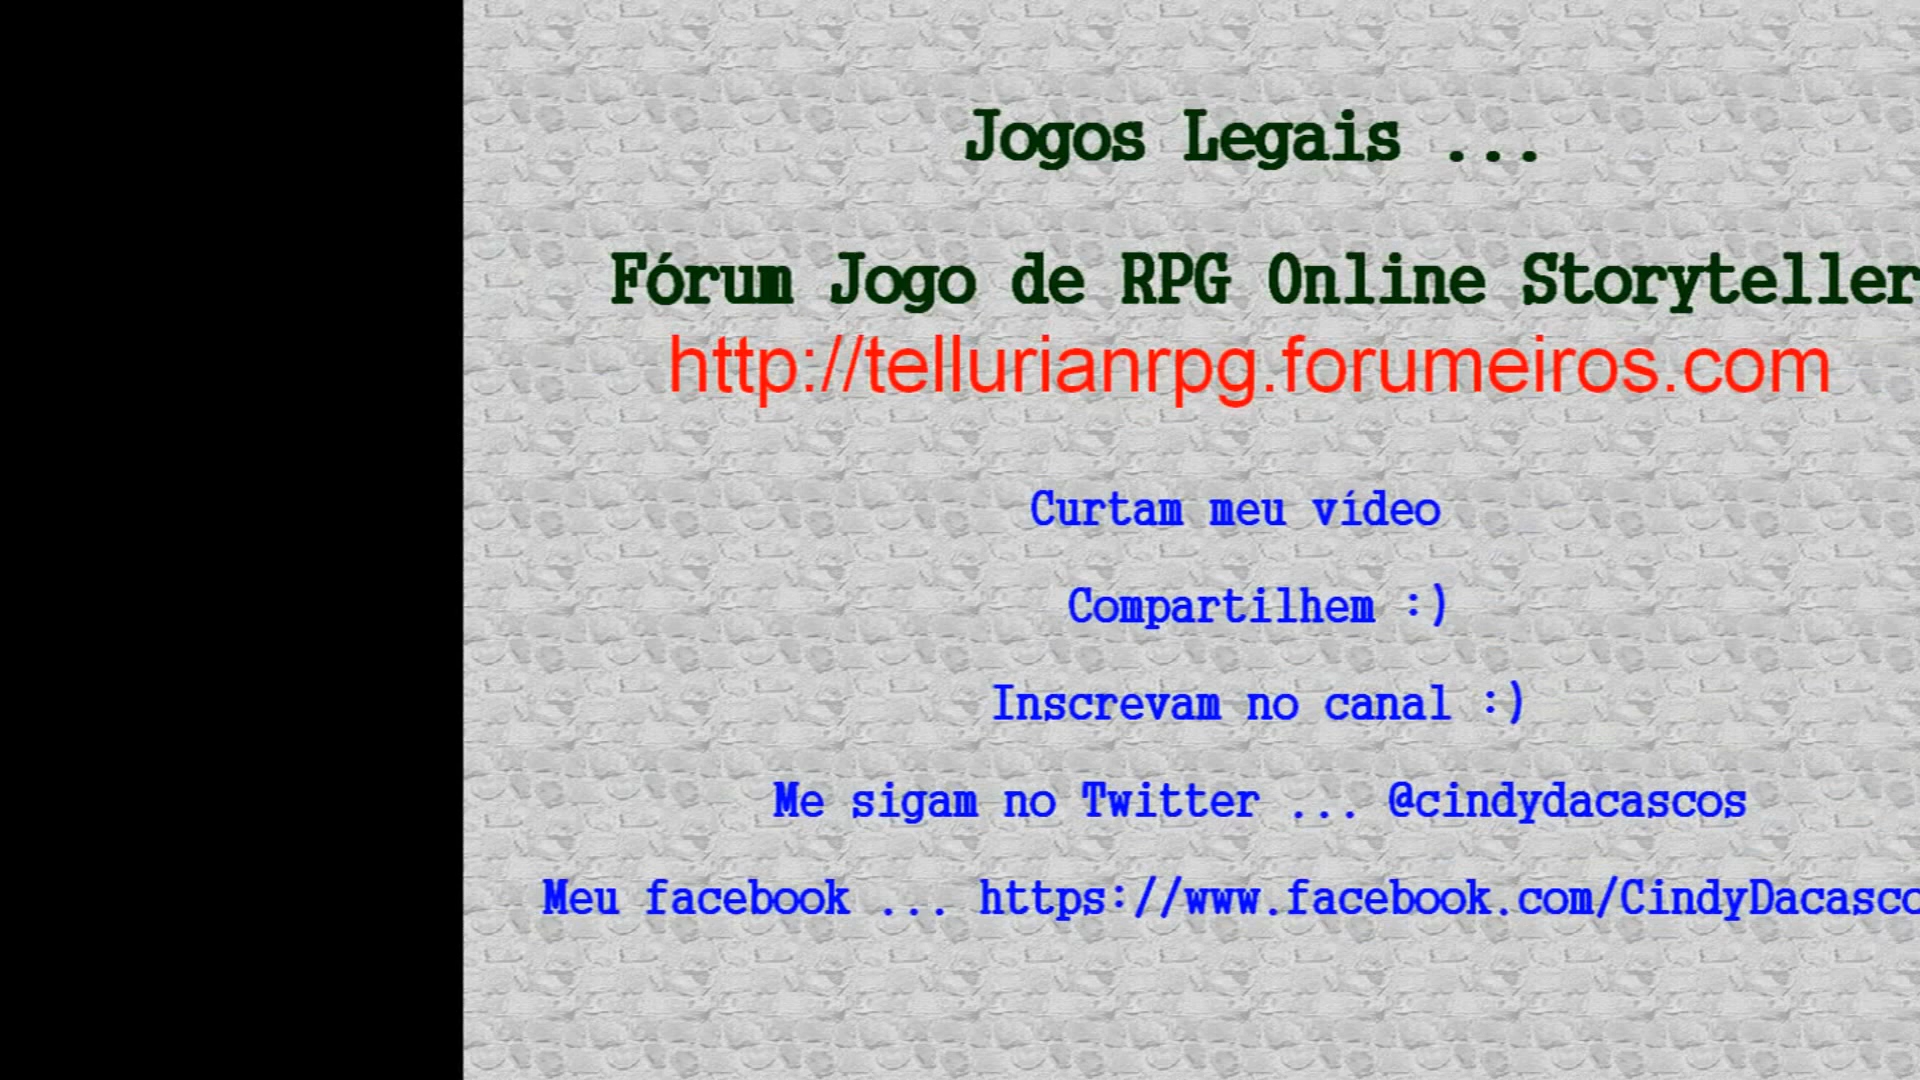 Jogos Legais ...
Fórum Jogo de RPG Online Storyteller
http://tellurianrpg.forumeiros.com
Curtam meu vídeo
Compartilhem :)
Inscrevam no canal :)
Me sigam no Twitter ... @cindydacascos
Meu facebook ... https://www.facebook.com/CindyDacasco